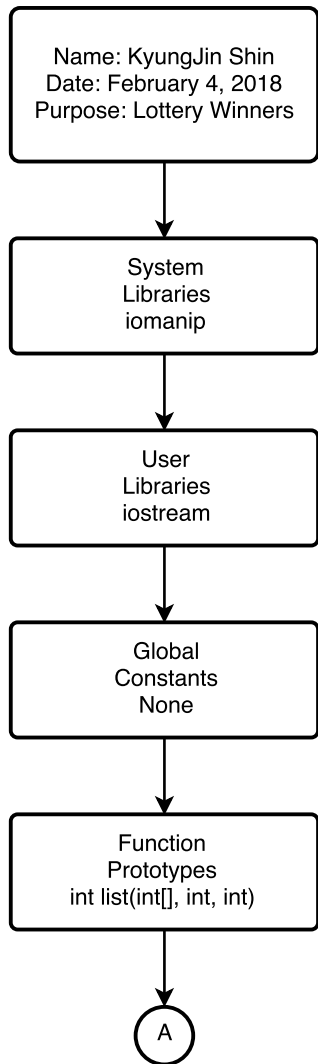 Name: KyungJin Shin
Date: February 4, 2018
Purpose: Lottery Winners
System
Libraries
iomanip
User
Libraries
iostream
Global
Constants
None
Function
Prototypes
int list(int[], int, int)
A